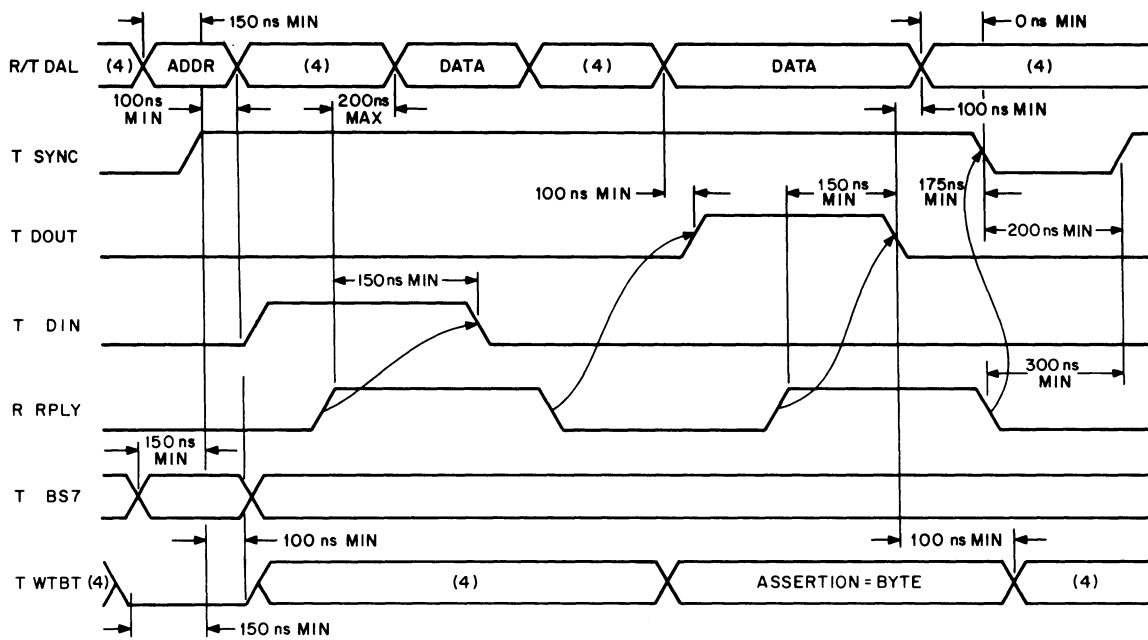 150 ns MIN
0 ns MIN
R/T DAL
(4)
ADDR
(4)
DATA
(4)
DATA
(4)
100ns
MIN
200ns
MAX
100 ns MIN
T SYNC
100 ns MIN
150 ns
MIN
175ns
MIN
T DOUT
200 ns MIN
150 ns MIN
T DIN
300 ns
MIN
R RPLY
150 ns
MIN
T BS7
100 ns MIN
100 ns MIN
T WTBT (4)
(4)
ASSERTION = BYTE
(4)
150 ns MIN